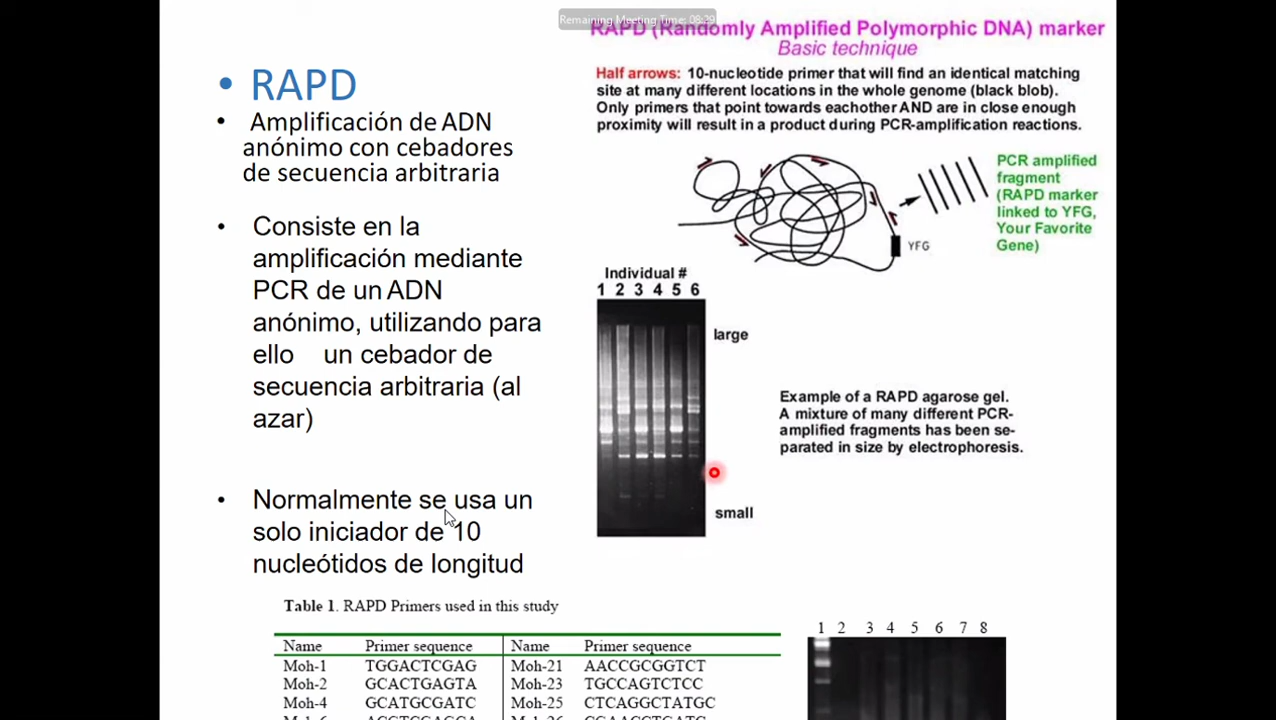 Remaining Meeting Time: 08:39
• RAPD
• Amplificación de ADN
anónimo con cebadores
de secuencia arbitraria
• Consiste en la
amplificación mediante
PCR de un ADN
anónimo, utilizando para
ello un cebador de
secuencia arbitraria (al
azar)
• Normalmente se usa un
solo iniciador de 10
nucleótidos de longitud
RAPD (Randomly Amplified Polymorphic DNA) marker
Basic technique
Half arrows: 10-nucleotide primer that will find an identical matching
site at many different locations in the whole genome (black blob).
Only primers that point towards eachother AND are in close enough
proximity will result in a product during PCR-amplification reactions.
PCR amplified
fragment
(RAPD marker
linked to YFG,
Your Favorite
Gene)
YFG
Individual #
1 2 3 4 5 6
large
small
Example of a RAPD agarose gel.
A mixture of many different PCR-
amplified fragments has been se-
parated in size by electrophoresis.
Table 1. RAPD Primers used in this study
Name Primer sequence Name Primer sequence
Moh-1 TGGACTCGAG Moh-21 AACCGCGGTCT
Moh-2 GCACTGAGTA Moh-23 TGCCAGTCTCC
Moh-4 GCATGCGATC Moh-25 CTCAGGCTATGC
1 2 3 4 5 6 7 8